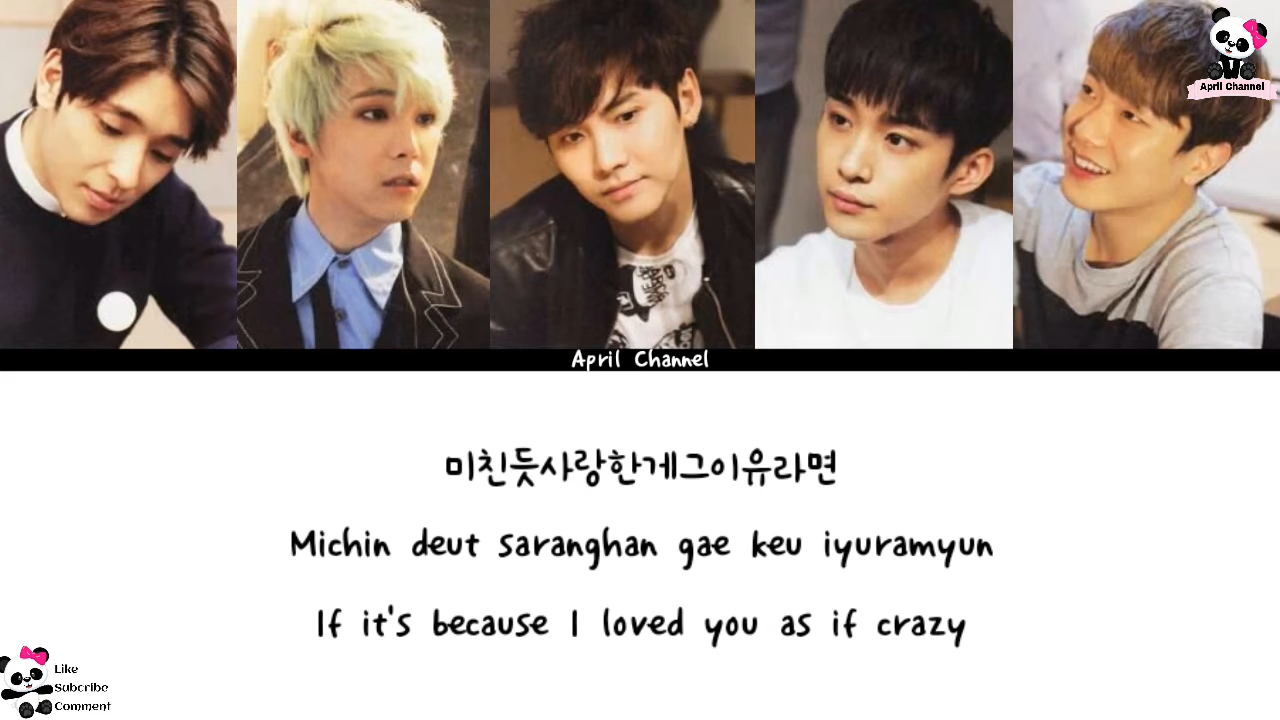 April Channel
April Channel
미친듯사랑한게그이유라면
Michin deut saranghan gae keu iyuramyun
If it's because I loved you as if crazy
Like
Subcribe
Comment